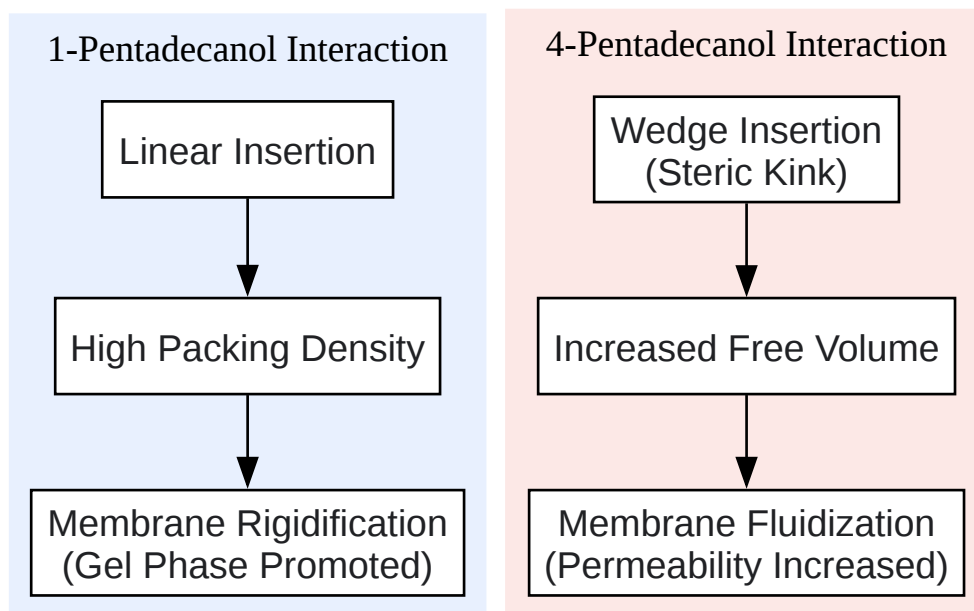 1-Pentadecanol Interaction
Linear Insertion
High Packing Density
Membrane Rigidification
(Gel Phase Promoted)
4-Pentadecanol Interaction
Wedge Insertion
(Steric Kink)
Increased Free Volume
Membrane Fluidization
(Permeability Increased)